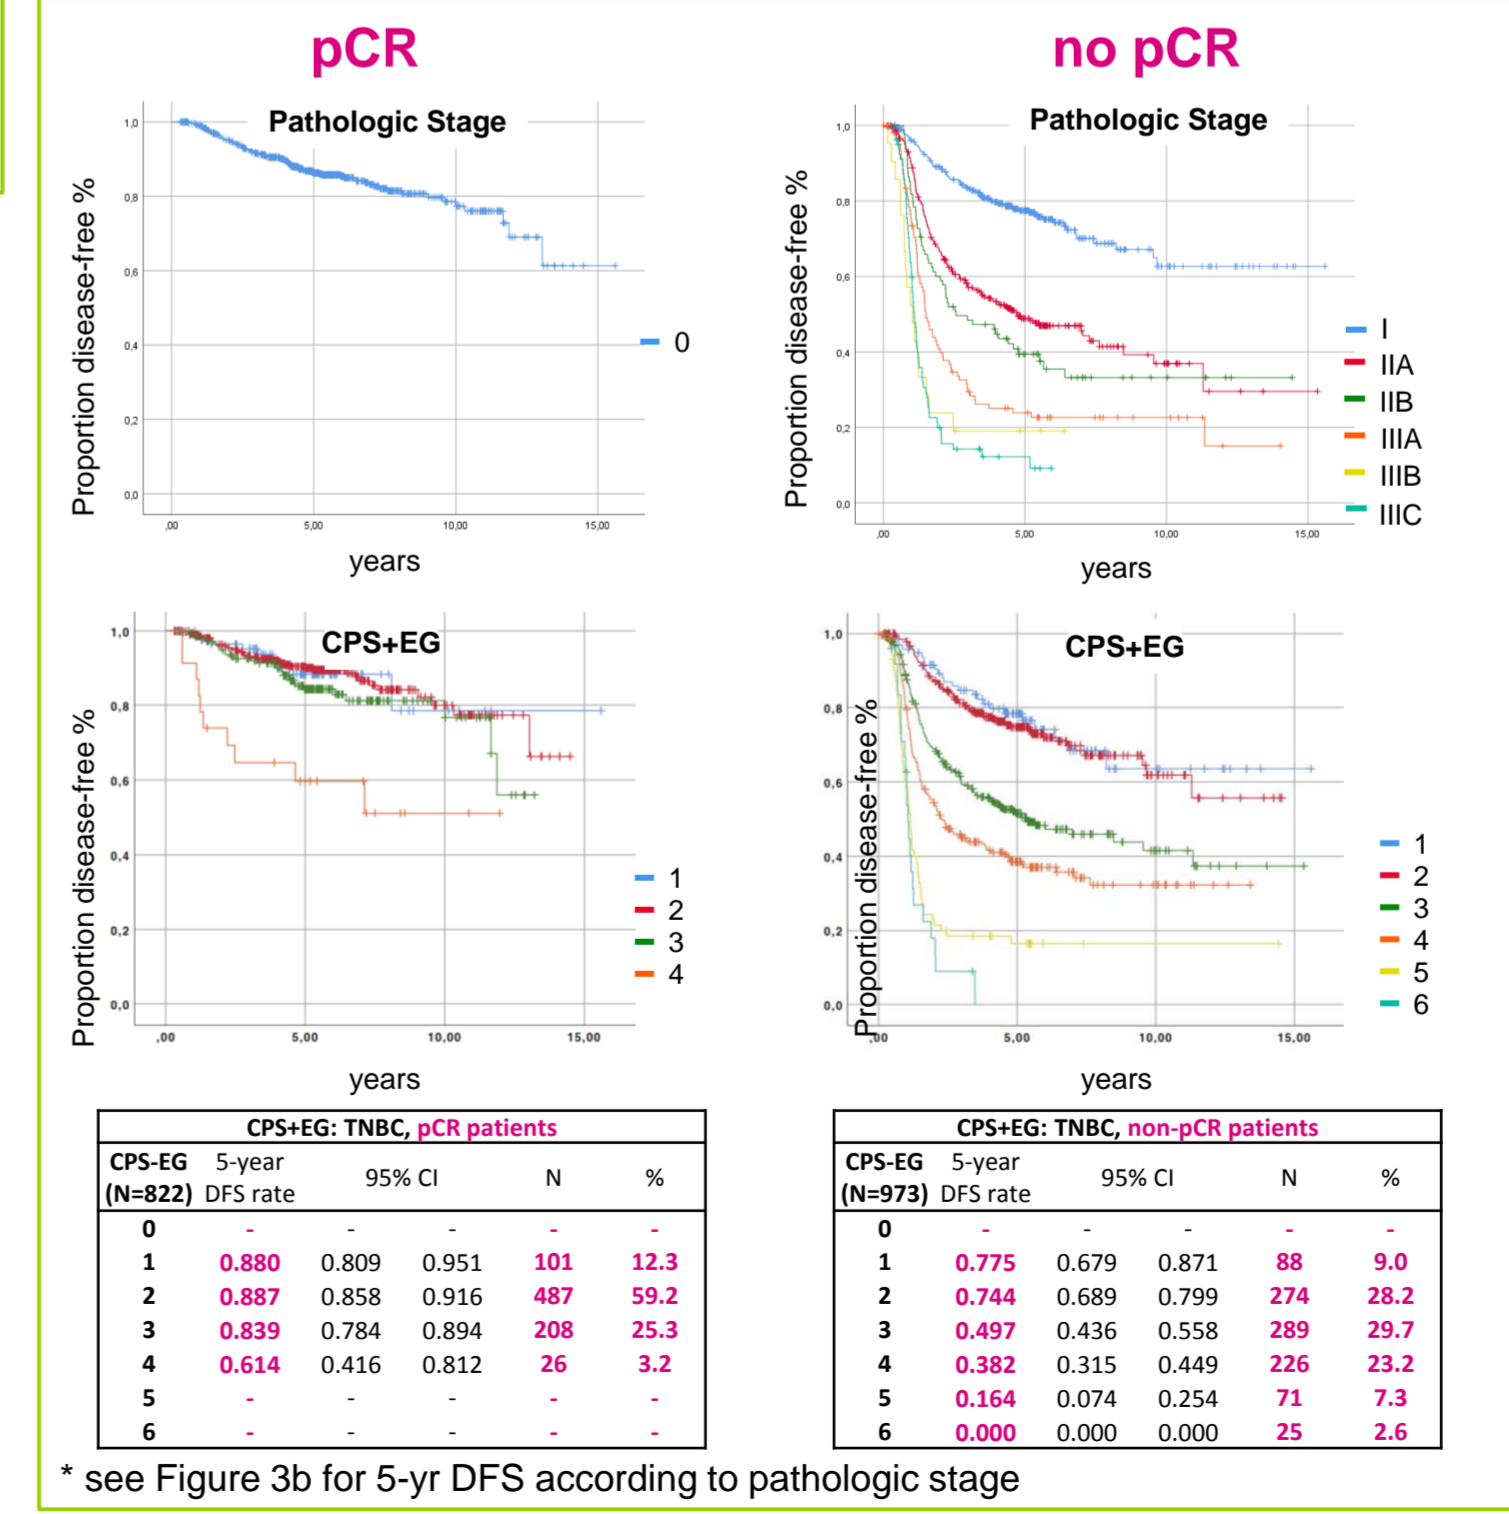 pCR
no pCR
Pathologic Stage
Proportion disease-free %
1,0
0,8
0,6
0,4
0,2
0,0
,00 5,00 10,00 15,00
years
0
Pathologic Stage
Proportion disease-free %
1,0
0,8
0,6
0,4
0,2
0,0
,00 5,00 10,00 15,00
years
I
IIA
IIB
IIIA
IIIB
IIIC
CPS+EG
Proportion disease-free %
1,0
0,8
0,6
0,4
0,2
0,0
,00 5,00 10,00 15,00
years
1
2
3
4
CPS+EG
Proportion disease-free %
1,0
0,8
0,6
0,4
0,2
0,0
,00 5,00 10,00 15,00
years
1
2
3
4
5
6
CPS+EG: TNBC, pCR patients
CPS-EG (N=822) 5-year DFS rate 95% CI N %
0 - - - - -
1 0.880 0.809 0.951 101 12.3
2 0.887 0.858 0.916 487 59.2
3 0.839 0.784 0.894 208 25.3
4 0.614 0.416 0.812 26 3.2
5 - - - - -
6 - - - - -
CPS+EG: TNBC, non-pCR patients
CPS-EG (N=973) 5-year DFS rate 95% CI N %
0 - - - - -
1 0.775 0.679 0.871 88 9.0
2 0.744 0.689 0.799 274 28.2
3 0.497 0.436 0.558 289 29.7
4 0.382 0.315 0.449 226 23.2
5 0.164 0.074 0.254 71 7.3
6 0.000 0.000 0.000 25 2.6
* see Figure 3b for 5-yr DFS according to pathologic stage